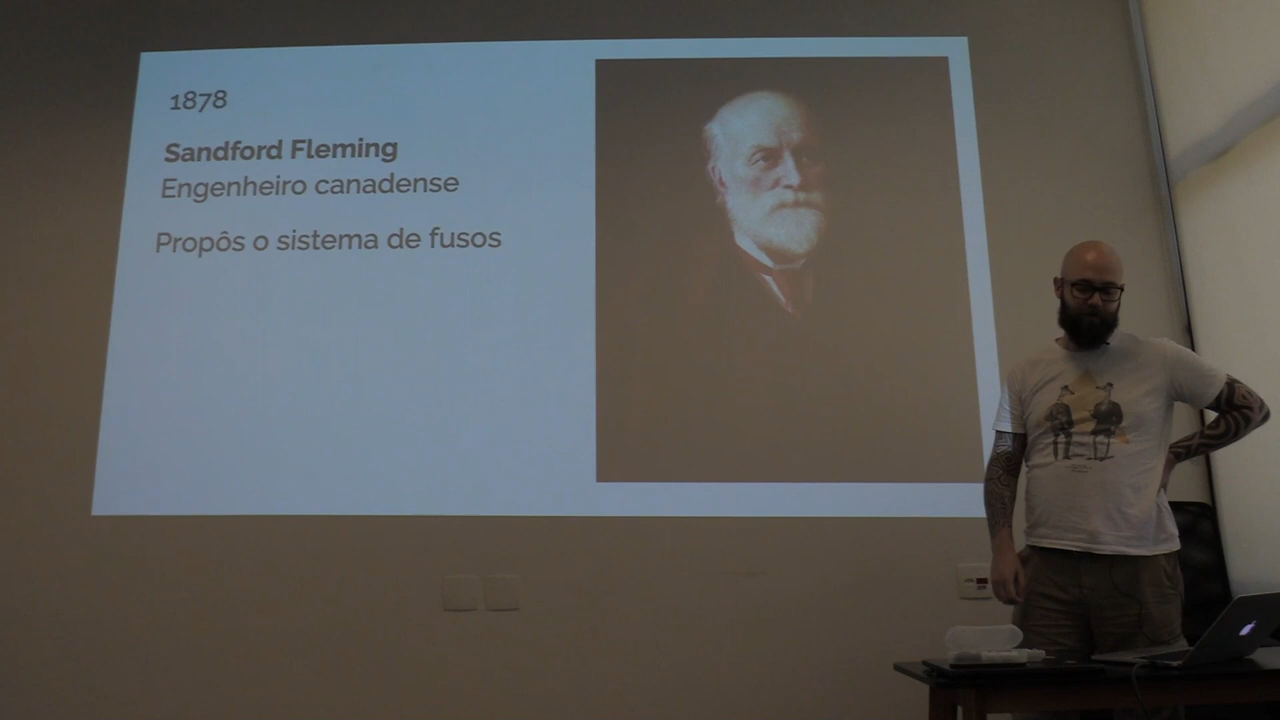 1878
Sandford Fleming
Engenheiro canadense
Propôs o sistema de fusos